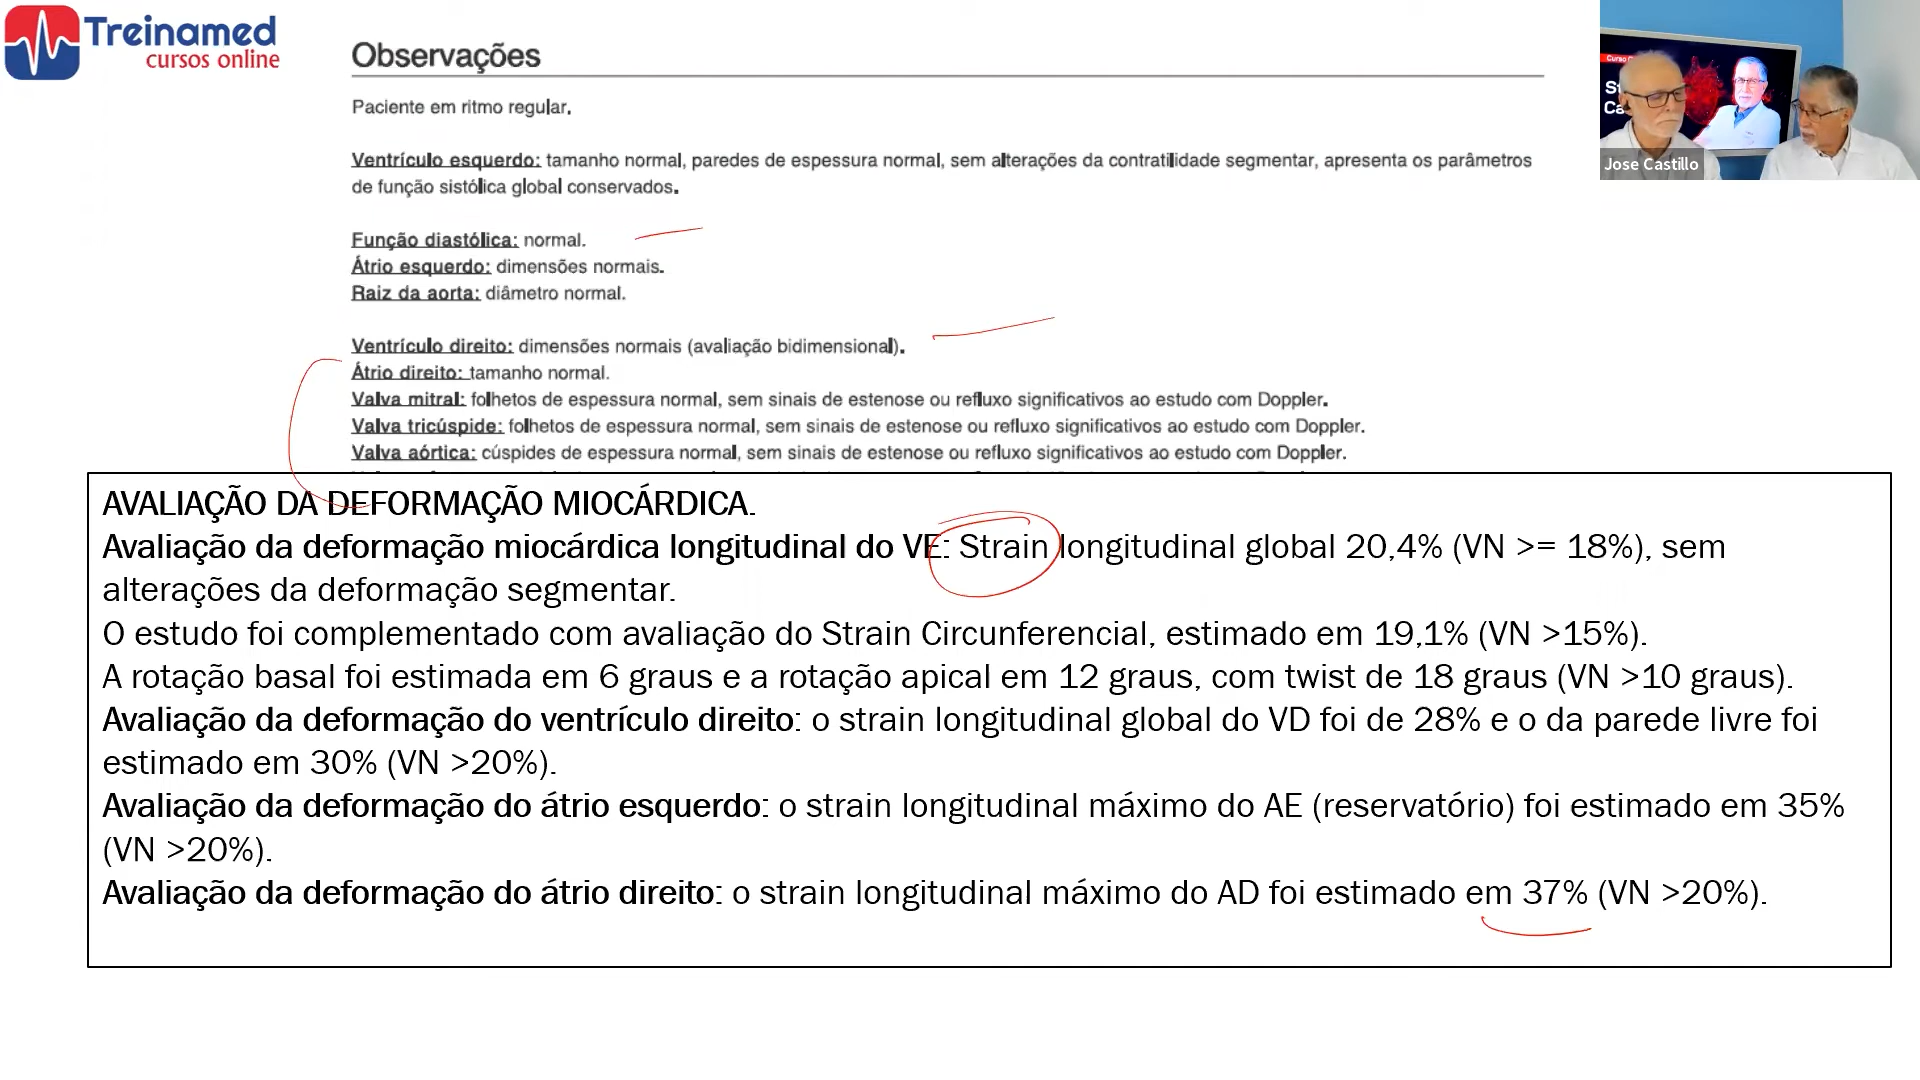 Treinamed
cursos online
Observações
Paciente em ritmo regular.
Ventrículo esquerdo: tamanho normal, paredes de espessura normal, sem alterações da contratilidade segmentar, apresenta os parâmetros
de função sistólica global conservados.
Função diastólica: normal.
Átrio esquerdo: dimensões normais.
Raiz da aorta: diâmetro normal.
Ventrículo direito: dimensões normais (avaliação bidimensional).
Átrio direito: tamanho normal.
Valva mitral: folhetos de espessura normal, sem sinais de estenose ou refluxo significativos ao estudo com Doppler.
Valva tricúspide: folhetos de espessura normal, sem sinais de estenose ou refluxo significativos ao estudo com Doppler.
Valva aórtica: cúspides de espessura normal, sem sinais de estenose ou refluxo significativos ao estudo com Doppler.
AVALIAÇÃO DA DEFORMAÇÃO MIOCÁRDICA.
Avaliação da deformação miocárdica longitudinal do VE: Strain longitudinal global 20,4% (VN >= 18%), sem
alterações da deformação segmentar.
O estudo foi complementado com avaliação do Strain Circunferencial, estimado em 19,1% (VN >15%).
A rotação basal foi estimada em 6 graus e a rotação apical em 12 graus, com twist de 18 graus (VN >10 graus).
Avaliação da deformação do ventrículo direito: o strain longitudinal global do VD foi de 28% e o da parede livre foi
estimado em 30% (VN >20%).
Avaliação da deformação do átrio esquerdo: o strain longitudinal máximo do AE (reservatório) foi estimado em 35%
(VN >20%).
Avaliação da deformação do átrio direito: o strain longitudinal máximo do AD foi estimado em 37% (VN >20%).
Jose Castillo